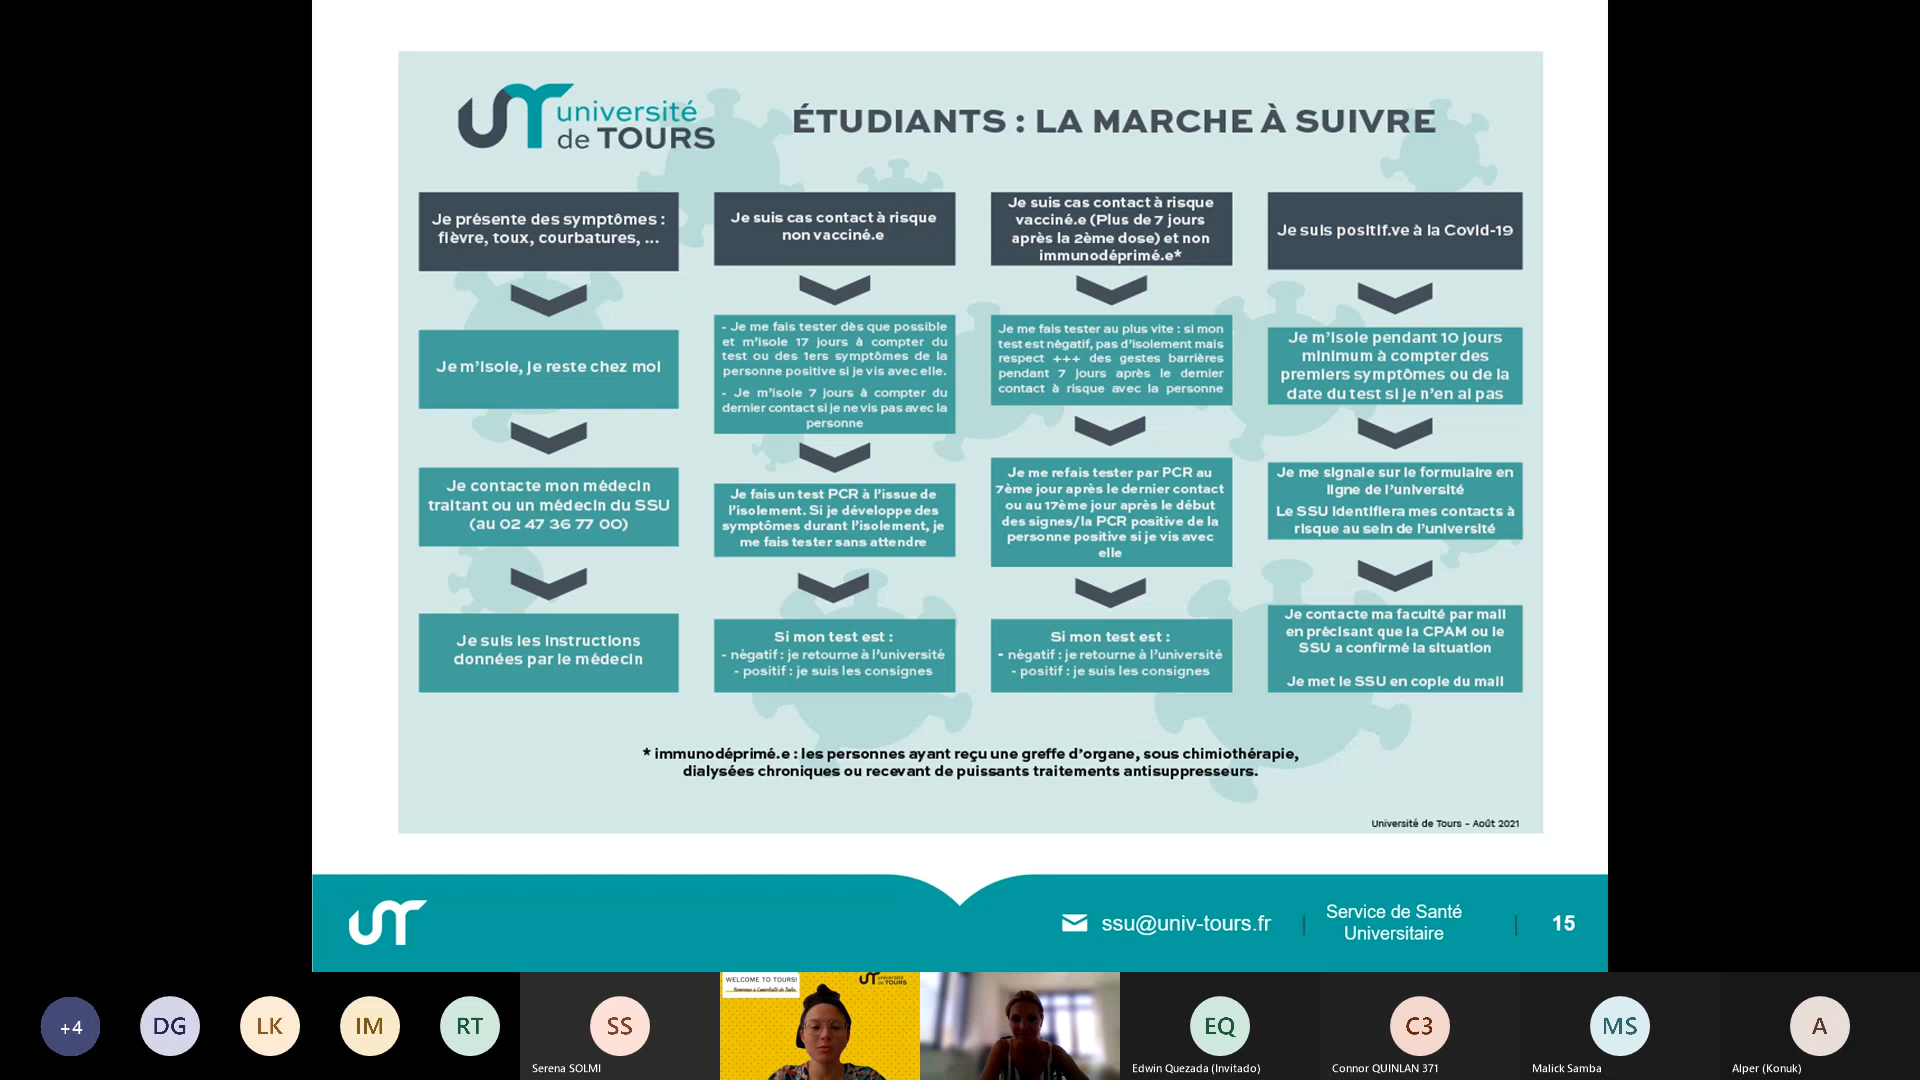 université
de TOURS
ÉTUDIANTS : LA MARCHE À SUIVRE
Je présente des symptômes :
fièvre, toux, courbatures, ...
Je m'isole, je reste chez moi
Je contacte mon médecin
traitant ou un médecin du SSU
(au 02 47 36 77 00)
Je suis les instructions
données par le médecin
Je suis cas contact à risque
non vacciné.e
- Je me fais tester dès que possible
et m'isole 17 jours à compter du
test ou des 1ers symptômes de la
personne positive si je vis avec elle.
- Je m'isole 7 jours à compter du
dernier contact si je ne vis pas avec la
personne
Je fais un test PCR à l'issue de
l'isolement. Si je développe des
symptômes durant l'isolement, je
me fais tester sans attendre
Si mon test est :
- négatif : je retourne à l'université
- positif : je suis les consignes
Je suis cas contact à risque
vacciné.e (Plus de 7 jours
après la 2ème dose) et non
immunodéprimé.e*
Je me fais tester au plus vite : si mon
test est négatif, pas d'isolement mais
respect +++ des gestes barrières
pendant 7 jours après le dernier
contact à risque avec la personne
Je me refais tester par PCR au
7ème jour après le dernier contact
ou au 17ème jour après le début
des signes/la PCR positive de la
personne positive si je vis avec
elle
Si mon test est :
- négatif : je retourne à l'université
- positif : je suis les consignes
Je suis positif.ve à la Covid-19
Je m'isole pendant 10 jours
minimum à compter des
premiers symptômes ou de la
date du test si je n'en ai pas
Je me signale sur le formulaire en
ligne de l'université
Le SSU identifiera mes contacts à
risque au sein de l'université
Je contacte ma faculté par mail
en précisant que la CPAM ou le
SSU a confirmé la situation
Je met le SSU en copie du mail
* immunodéprimé.e : les personnes ayant reçu une greffe d'organe, sous chimiothérapie,
dialysées chroniques ou recevant de puissants traitements antisuppresseurs.
Université de Tours - Août 2021
ssu@univ-tours.fr
Service de Santé
Universitaire
15
+4
DG
LK
IM
RT
SS
Serena SOLMI
WELCOME TO TOURS!
université
de TOURS
EQ
Edwin Quezada (Invitado)
C3
Connor QUINLAN 371
MS
Malick Samba
A
Alper (Konuk)